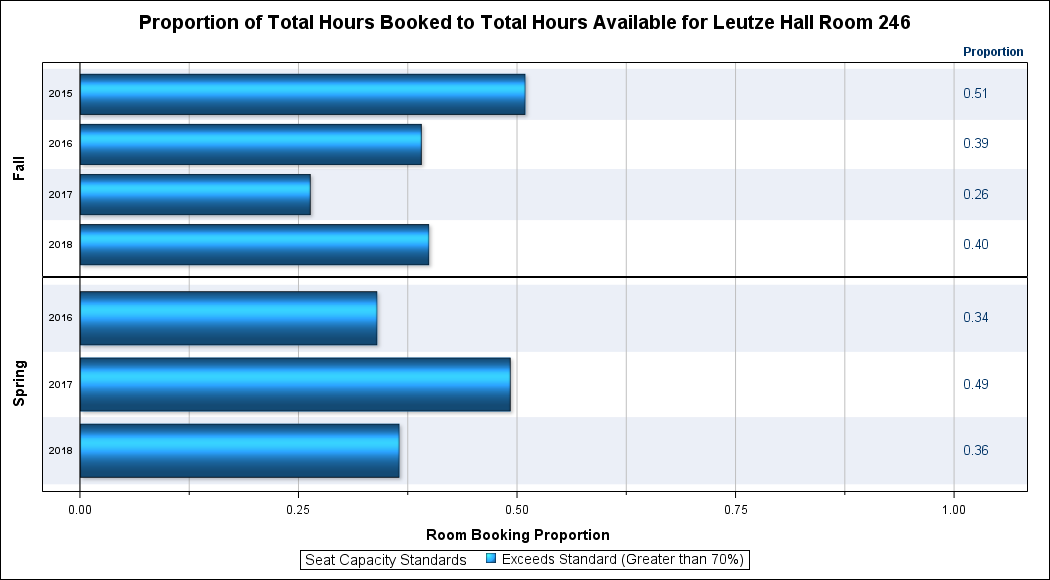 Proportion of Total Hours Booked to Total Hours Available for Leutze Hall Room 246
Proportion
Fall
2015 0.51
2016 0.39
2017 0.26
2018 0.40
Spring
2016 0.34
2017 0.49
2018 0.36
0.00 0.25 0.50 0.75 1.00
Room Booking Proportion
Seat Capacity Standards Exceeds Standard (Greater than 70%)